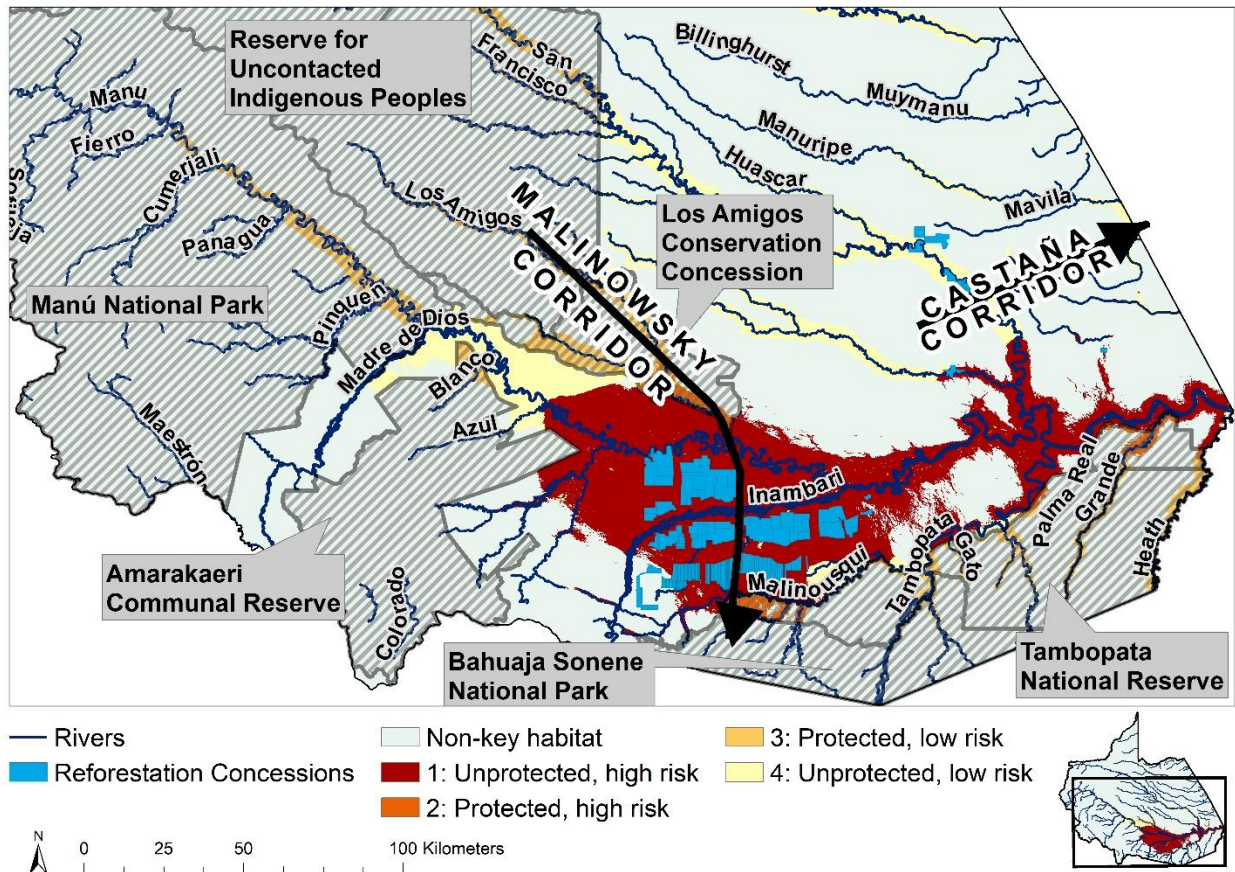 Reserve for
Uncontacted
Indigenous Peoples
San
Francisco
Billinghurst
Muymanu
Manu
Fierro
Manuripe
Huascar
Cumerjali
Los Amigos
MALINOWSKY
CORRIDOR
Los Amigos
Conservation
Concession
Mavila
Panagua
CASTAÑA
CORRIDOR
Manú National Park
Pinquen
Madre de Dios
Blanco
Azul
Maestrón
Inambari
Palma Real
Grande
Heath
Tambopata
Gato
Malinousqui
Amarakaeri
Communal Reserve
Colorado
Bahuaja Sonene
National Park
Tambopata
National Reserve
Rivers
Reforestation Concessions
Non-key habitat
1: Unprotected, high risk
2: Protected, high risk
3: Protected, low risk
4: Unprotected, low risk
N
0 25 50 100 Kilometers